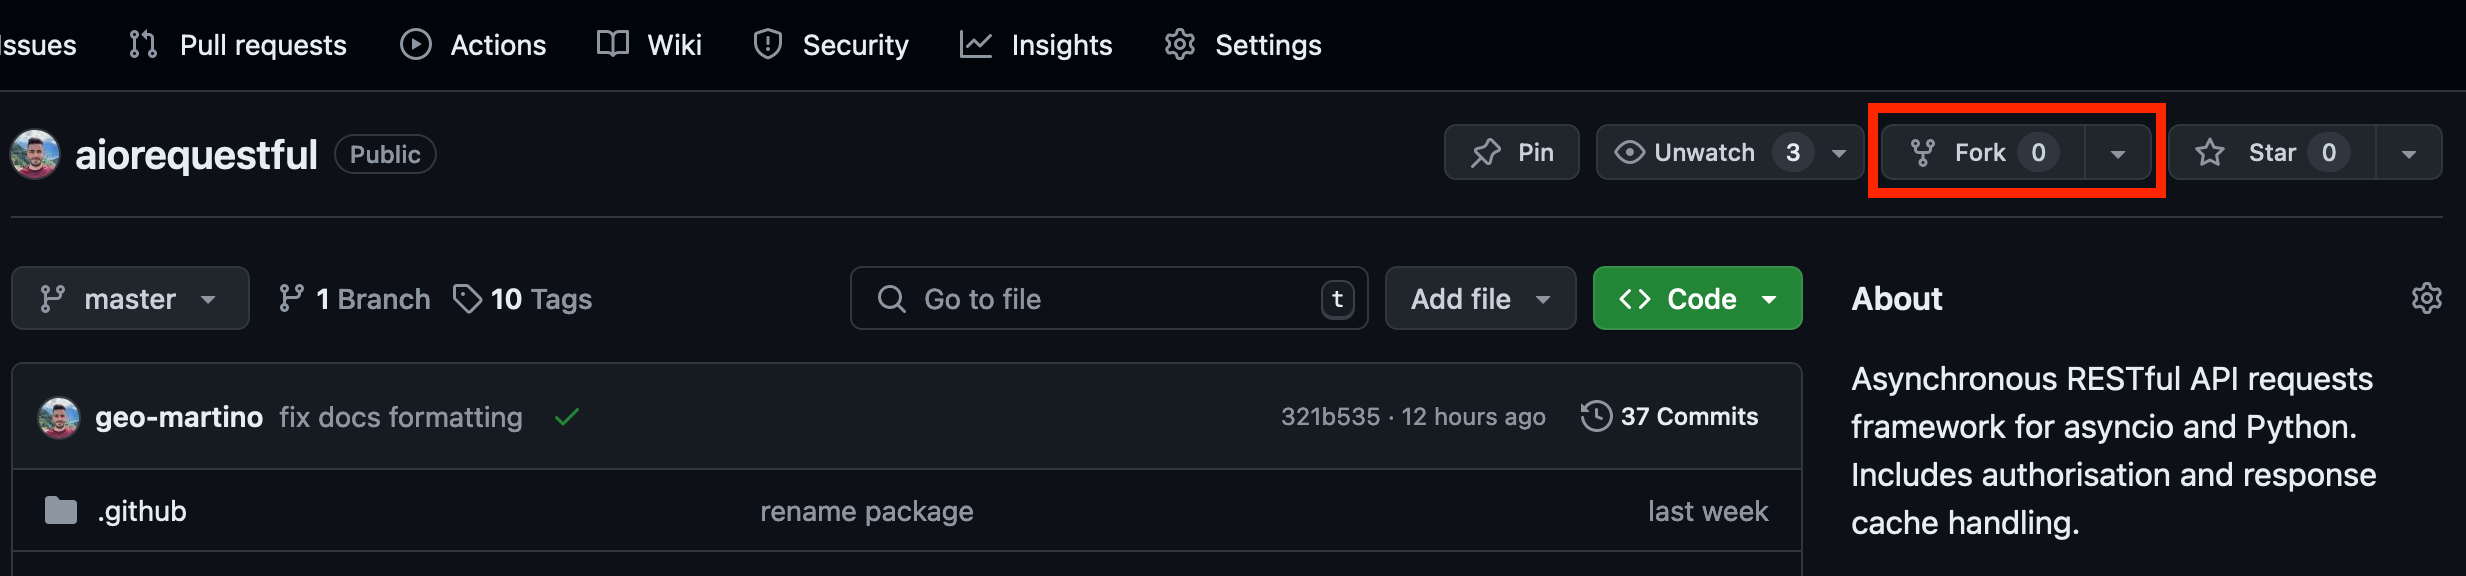 Issues Pull requests Actions Wiki Security Insights Settings
aiorequestful Public Pin Unwatch 3 Fork 0 Star 0
master 1 Branch 10 Tags Go to file t Add file Code About
Asynchronous RESTful API requests
framework for asyncio and Python.
Includes authorisation and response
cache handling.
geo-martino fix docs formatting 321b535 · 12 hours ago 37 Commits
.github rename package last week